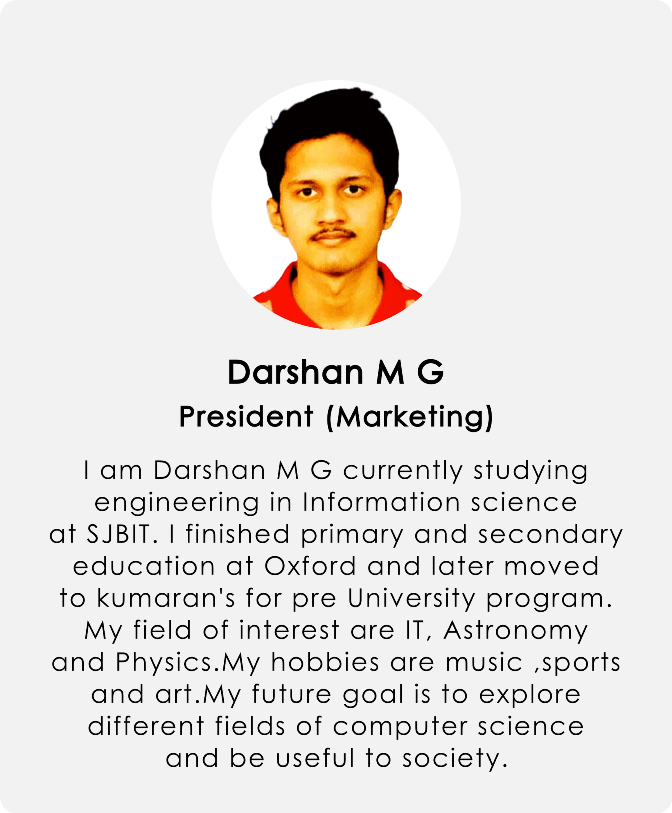 Darshan M G
President (Marketing)
I am Darshan M G currently studying
engineering in Information science
at SJBIT. I finished primary and secondary
education at Oxford and later moved
to kumaran's for pre University program.
My field of interest are IT, Astronomy
and Physics.My hobbies are music ,sports
and art.My future goal is to explore
different fields of computer science
and be useful to society.